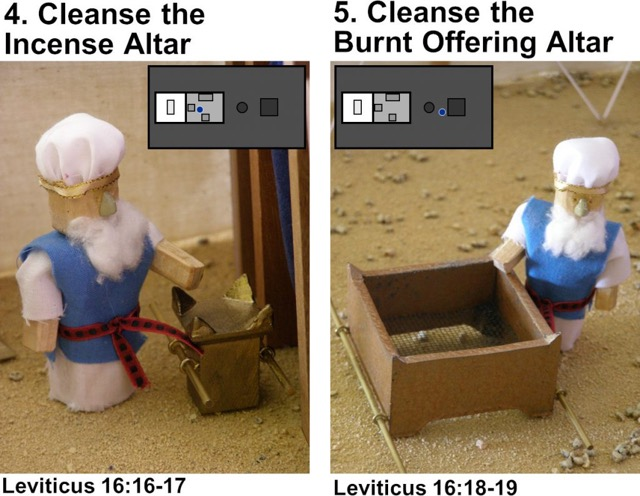 4. Cleanse the
Incense Altar
5. Cleanse the
Burnt Offering Altar
Leviticus 16:16-17
Leviticus 16:18-19